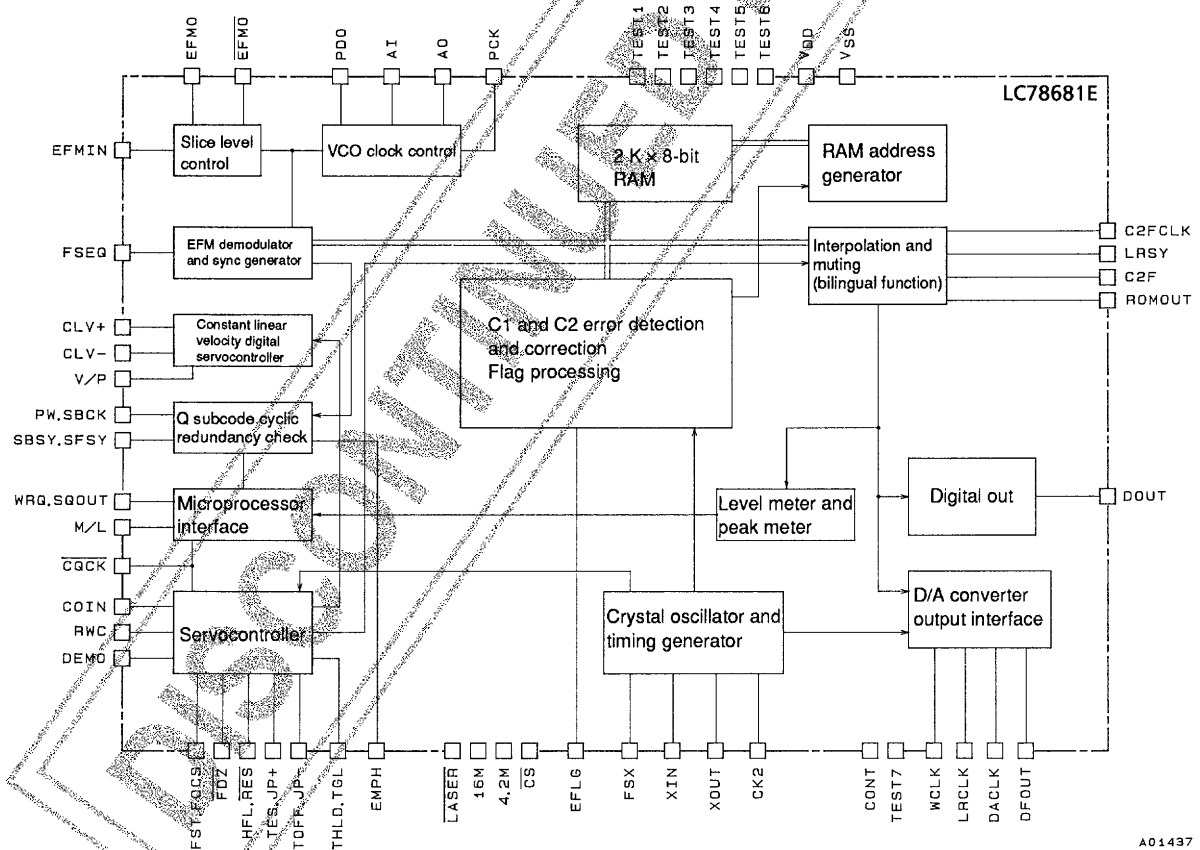 EFMO
EFMO
PDO
AI
AO
PCK
TEST1
TEST2
TEST3
TEST4
TEST5
TEST6
VDD
VSS
LC78681E
EFMIN
Slice level
control
VCO clock control
2 K × 8-bit
RAM
RAM address
generator
FSEQ
EFM demodulator
and sync generator
Interpolation and
muting
(bilingual function)
C2FCLK
LRSY
C2F
ROMOUT
CLV+
CLV-
V/P
Constant linear
velocity digital
servocontroller
C1 and C2 error detection
and correction
Flag processing
PW.SBCK
SBSY.SFSY
Q subcode cyclic
redundancy check
WRQ.SQOUT
M/L
Microprocessor
interface
Level meter and
peak meter
Digital out
DOUT
CQCK
COIN
RWC
DEMO
Servocontroller
Crystal oscillator and
timing generator
D/A converter
output interface
FST.FOCS
FDZ
HFL.RES
TES.JP+
TOFF.JP-
THLD.TGL
EMPH
LASER
16M
4.2M
CS
EFLG
FSX
XIN
XOUT
CK2
CONT
TEST7
WCLK
LRCLK
DACLK
DFOUT
A01437
DISCONTINUED